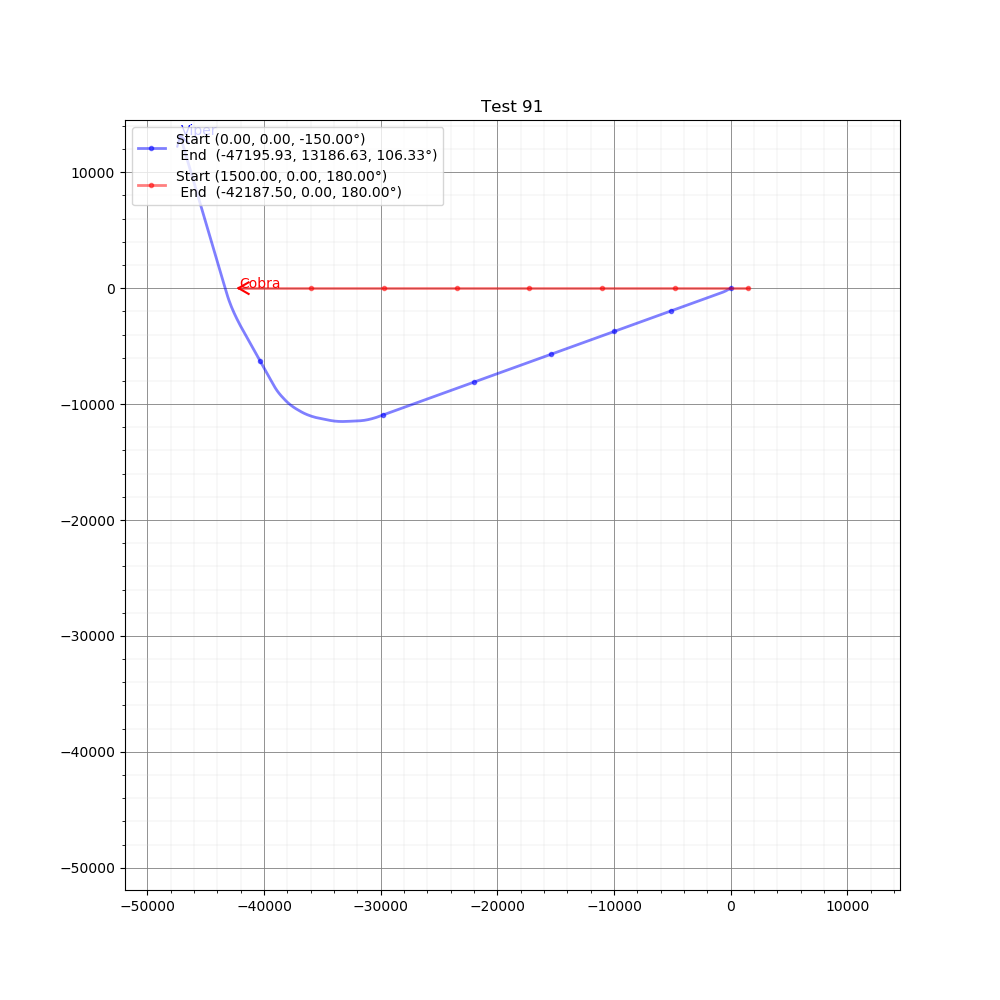 Test 91
Viper
Start (0.00, 0.00, -150.00°)
End  (-47195.93, 13186.63, 106.33°)
Start (1500.00, 0.00, 180.00°)
End  (-42187.50, 0.00, 180.00°)
10000
0
−10000
−20000
−30000
−40000
−50000
Cobra
−50000 −40000 −30000 −20000 −10000 0 10000